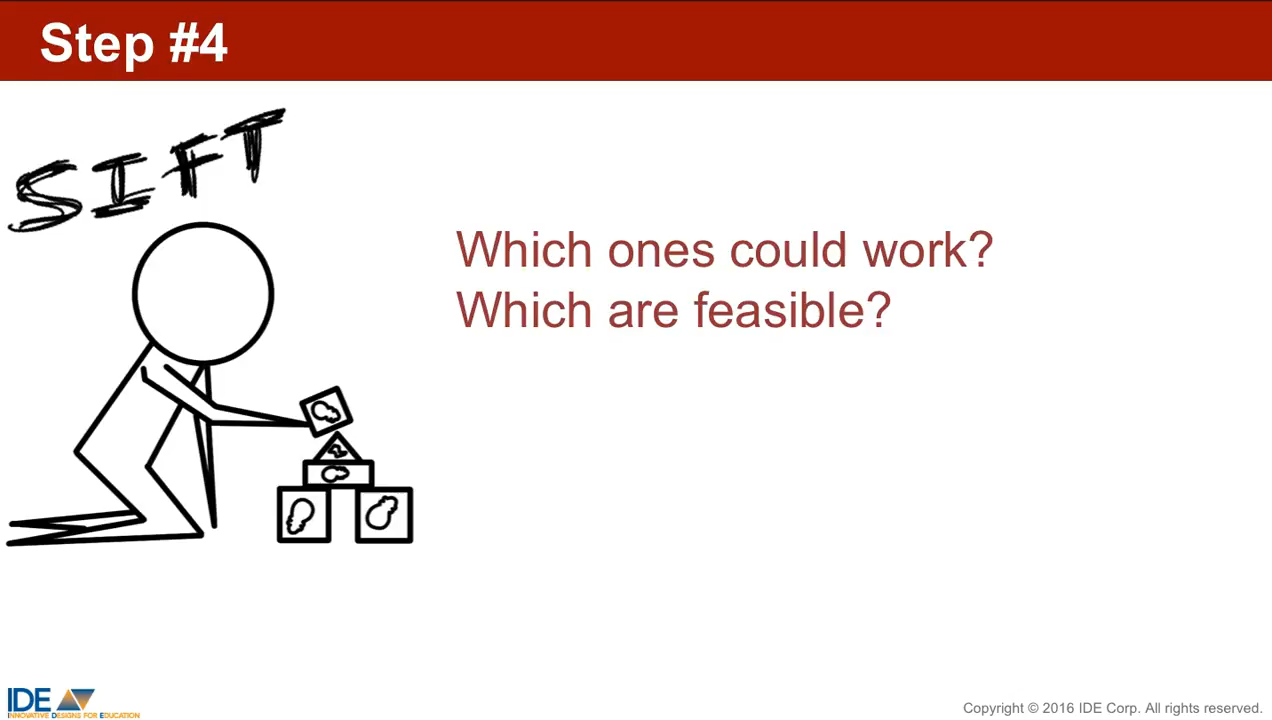 Step #4
SIFT
Which ones could work?
Which are feasible?
IDE
INNOVATIVE DESIGNS FOR EDUCATION
Copyright © 2016 IDE Corp. All rights reserved.